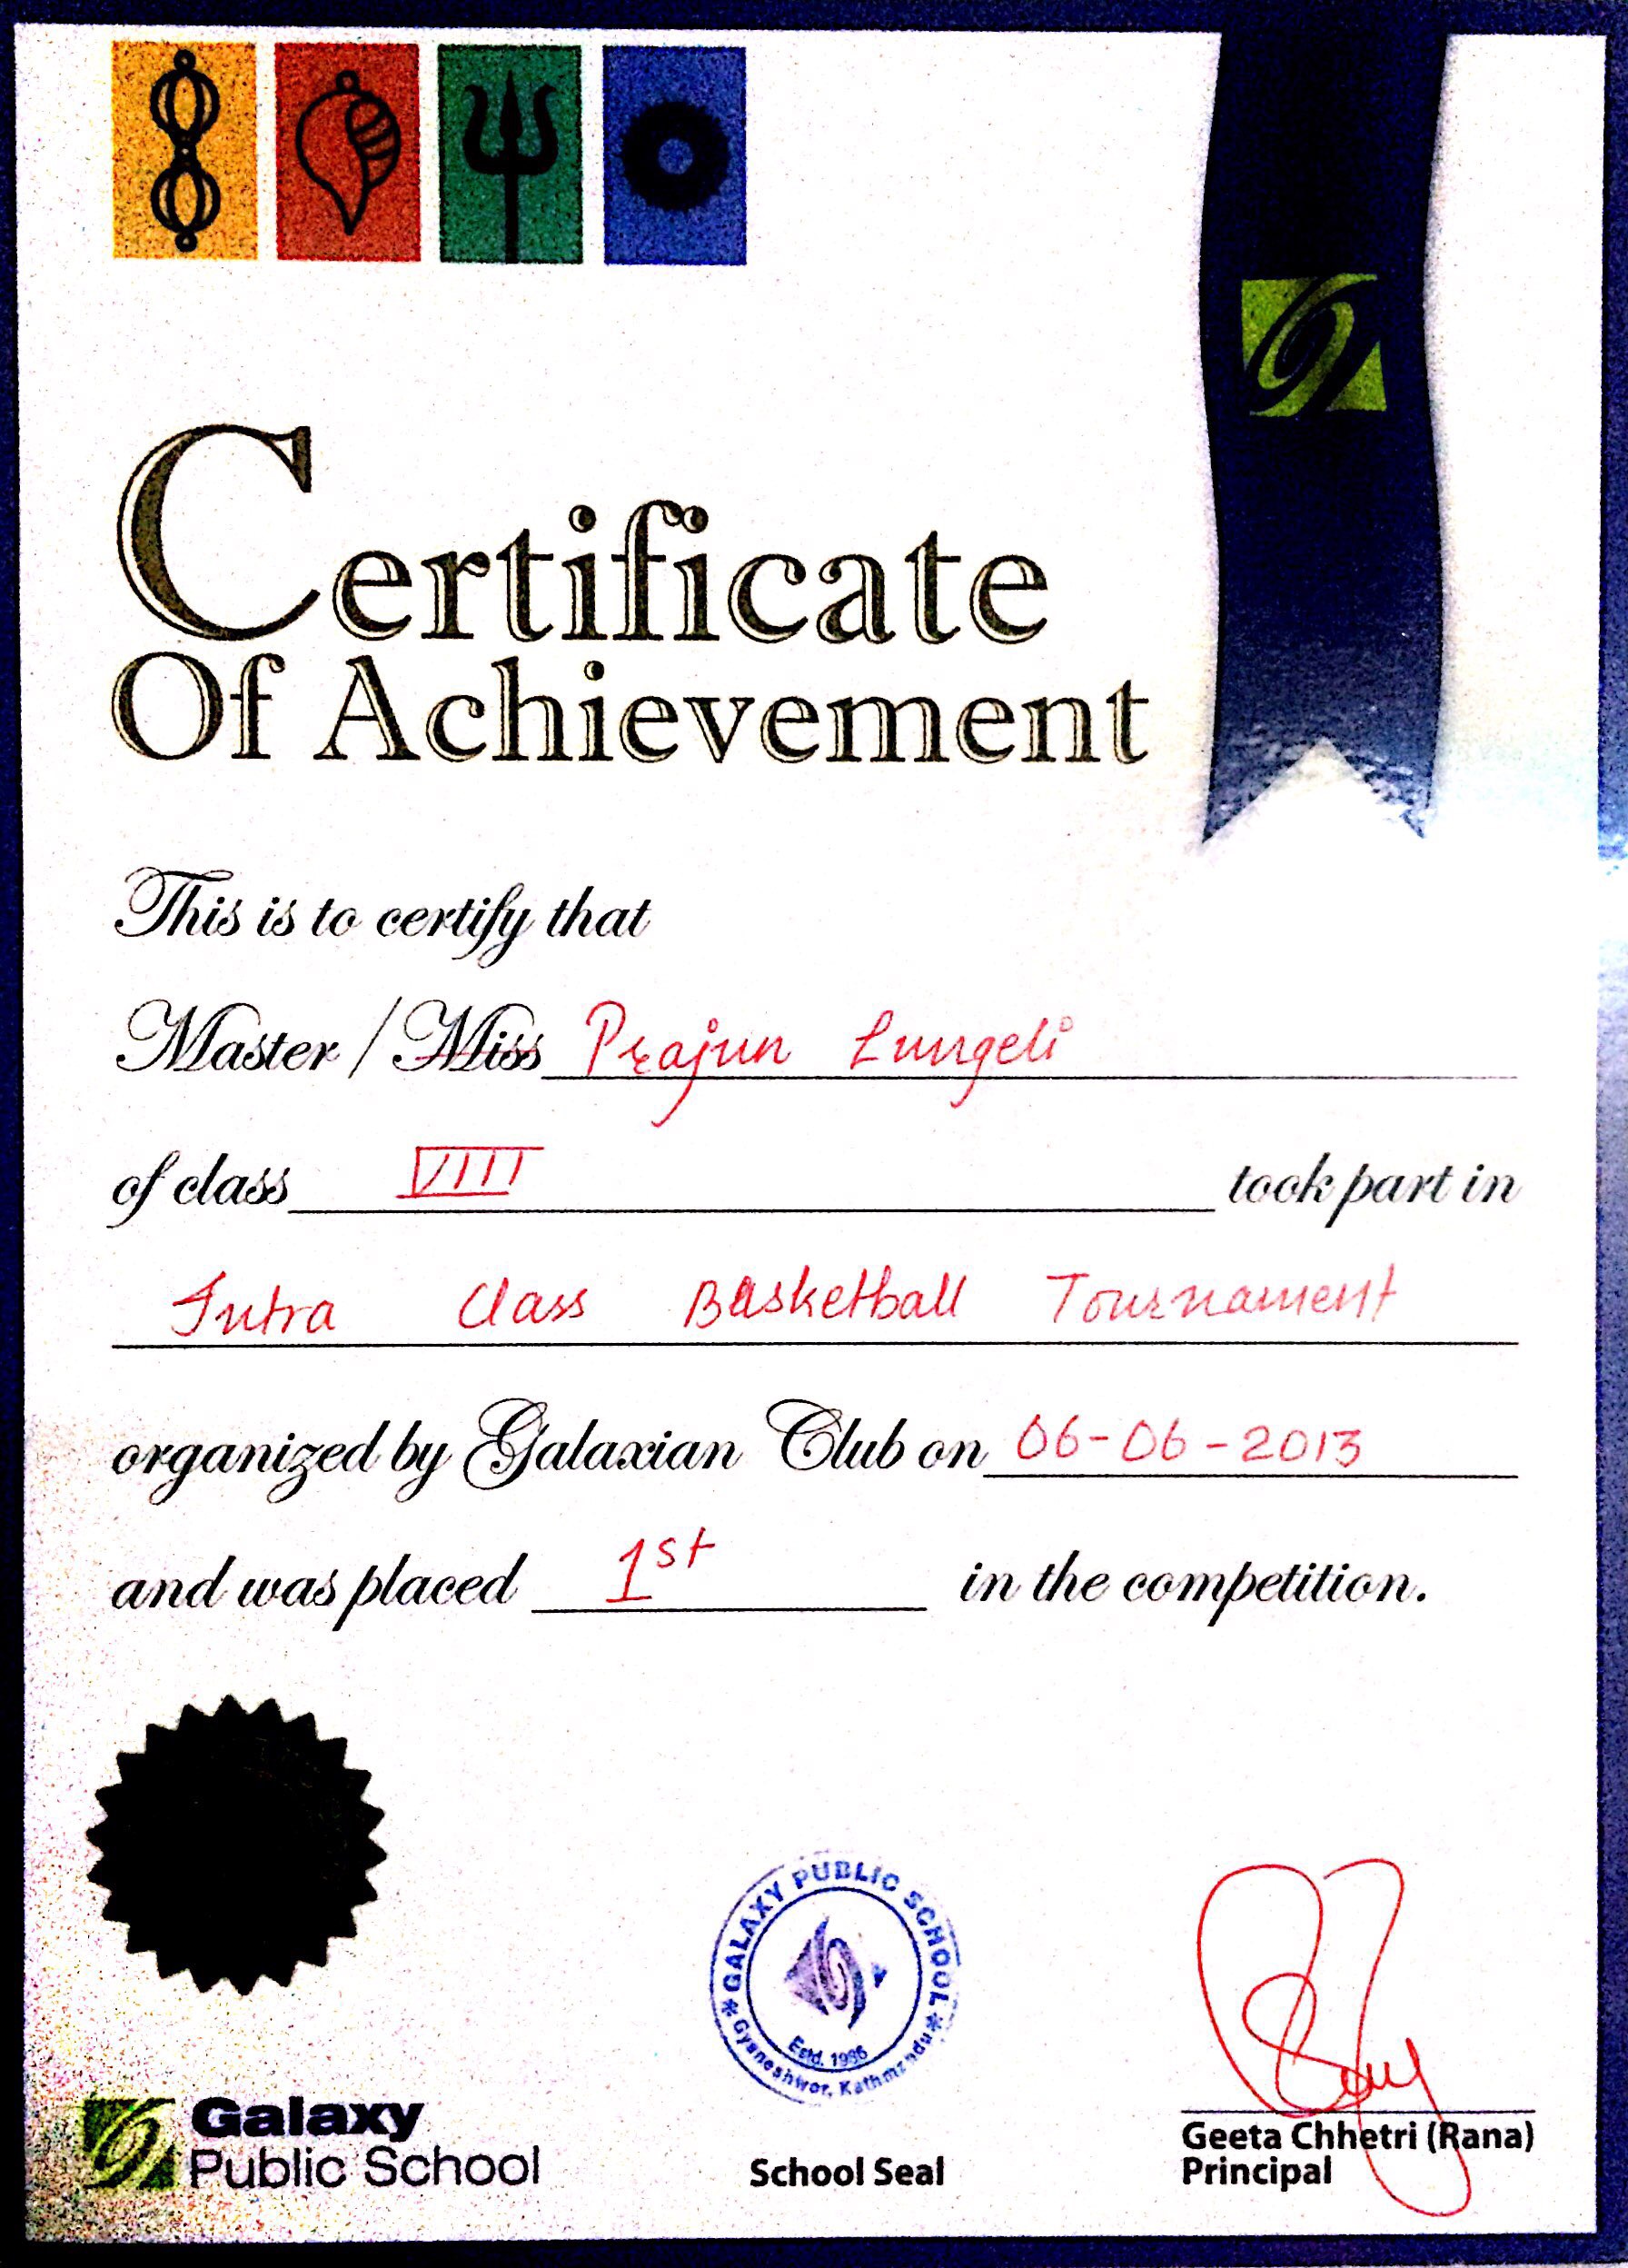 Certificate
Of Achievement
This is to certify that
Master / Miss Prajun Lungeli
of class VIII took part in
Intra Class Basketball Tournament
organized by Galaxian Club on 06-06-2013
and was placed 1st in the competition.
GALAXY PUBLIC SCHOOL
Estd. 1986
Gyaneshwor, Kathmandu
Galaxy
Public School
School Seal
Geeta Chhetri (Rana)
Principal